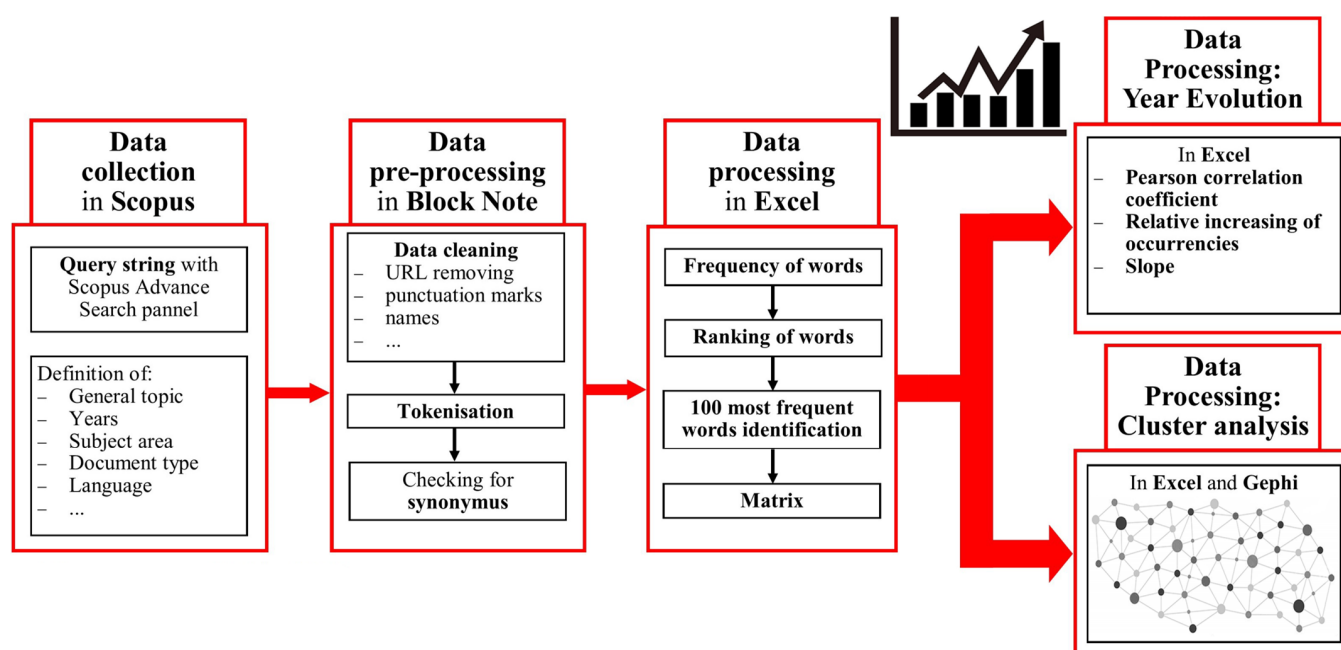 Data
collection
in Scopus
Query string with
Scopus Advance
Search pannel
Definition of:
– General topic
– Years
– Subject area
– Document type
– Language
– ...
Data
pre-processing
in Block Note
Data cleaning
– URL removing
– punctuation marks
– names
– ...
Tokenisation
Checking for
synonymus
Data
processing
in Excel
Frequency of words
Ranking of words
100 most frequent
words identification
Matrix
Data
Processing:
Year Evolution
In Excel
– Pearson correlation
coefficient
– Relative increasing of
occurrencies
– Slope
Data
Processing:
Cluster analysis
In Excel and Gephi